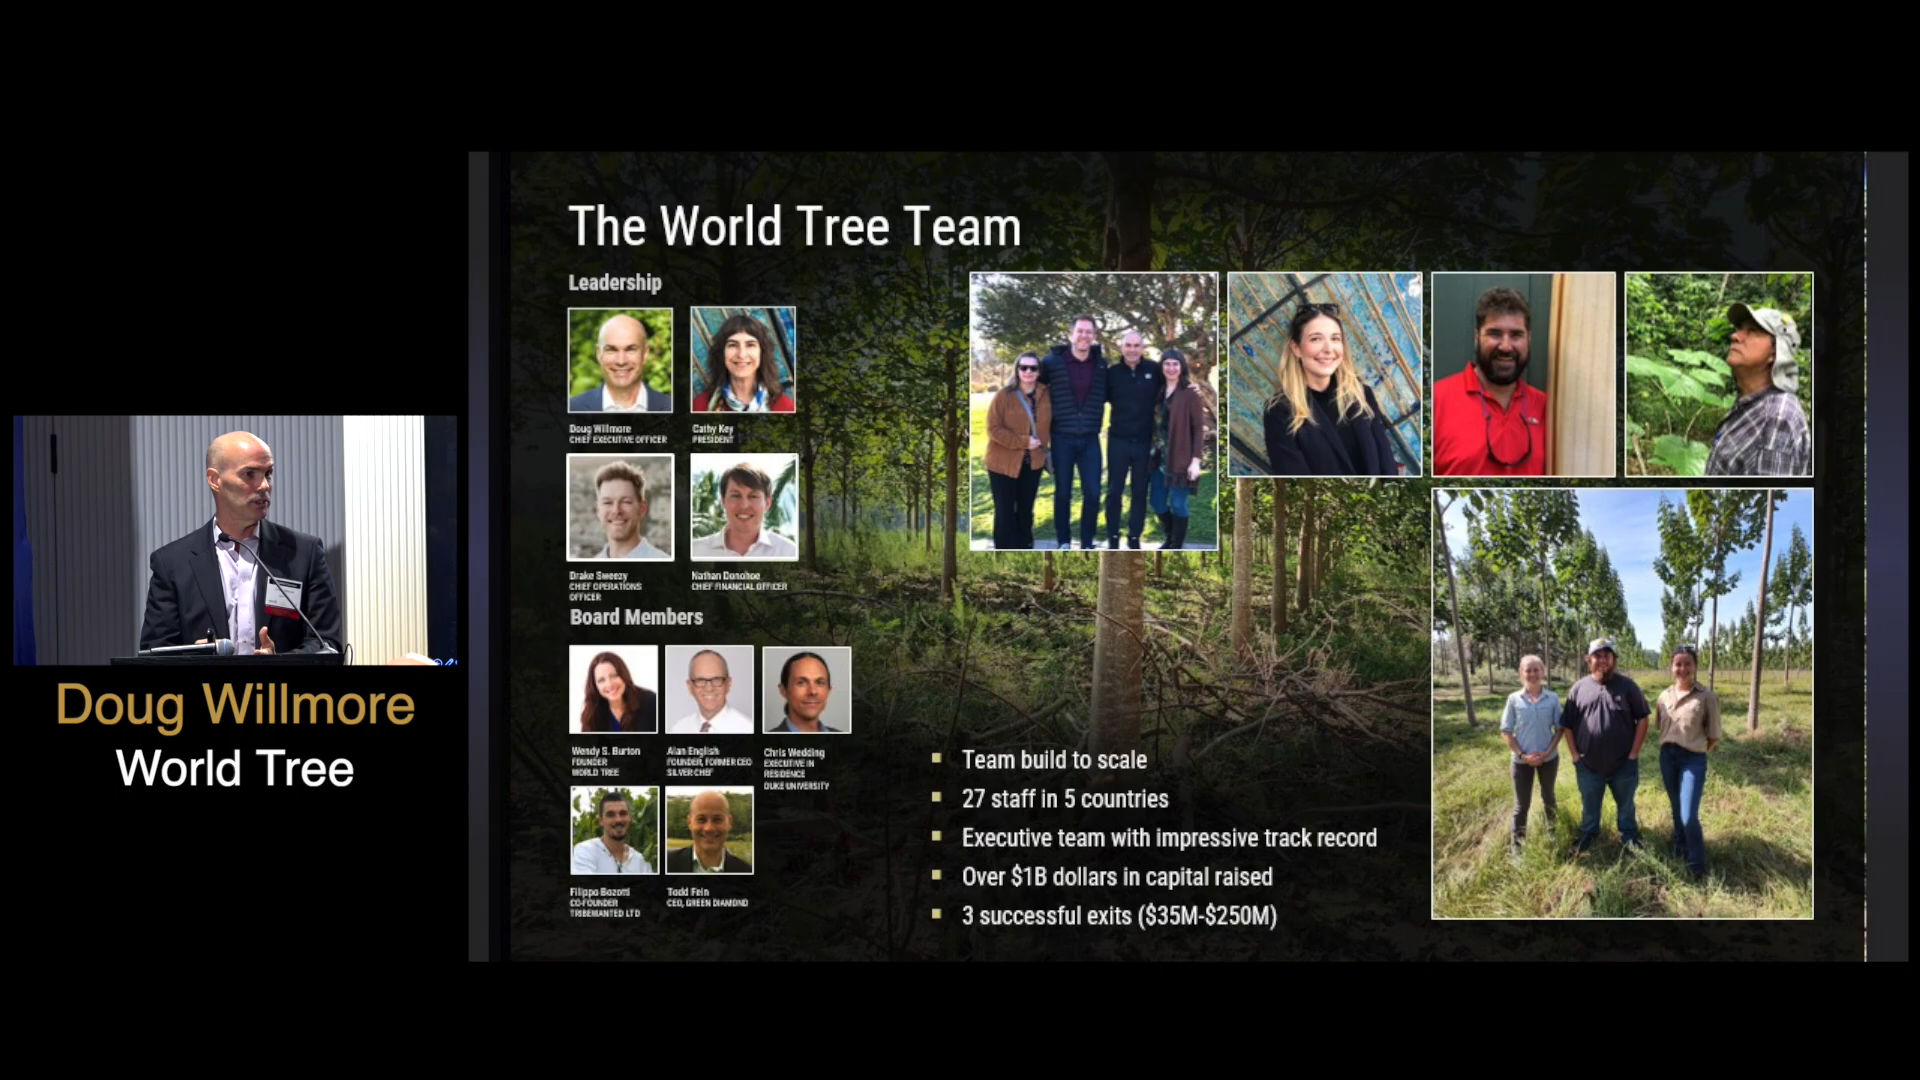 The World Tree Team
Leadership
Doug Willmore
CHIEF EXECUTIVE OFFICER
Cathy Key
PRESIDENT
Drake Sweezy
CHIEF OPERATIONS
OFFICER
Nathan Donohoe
CHIEF FINANCIAL OFFICER
Board Members
Wendy S. Burton
FOUNDER
WORLD TREE
Alan English
FOUNDER, FORMER CEO
SILVER CHEF
Chris Wedding
EXECUTIVE IN
RESIDENCE
DUKE UNIVERSITY
Filippo Bozotti
CO-FOUNDER
TRIBEWANTED LTD
Todd Fein
CEO, GREEN DIAMOND
Team build to scale
27 staff in 5 countries
Executive team with impressive track record
Over $1B dollars in capital raised
3 successful exits ($35M-$250M)
Doug Willmore
World Tree